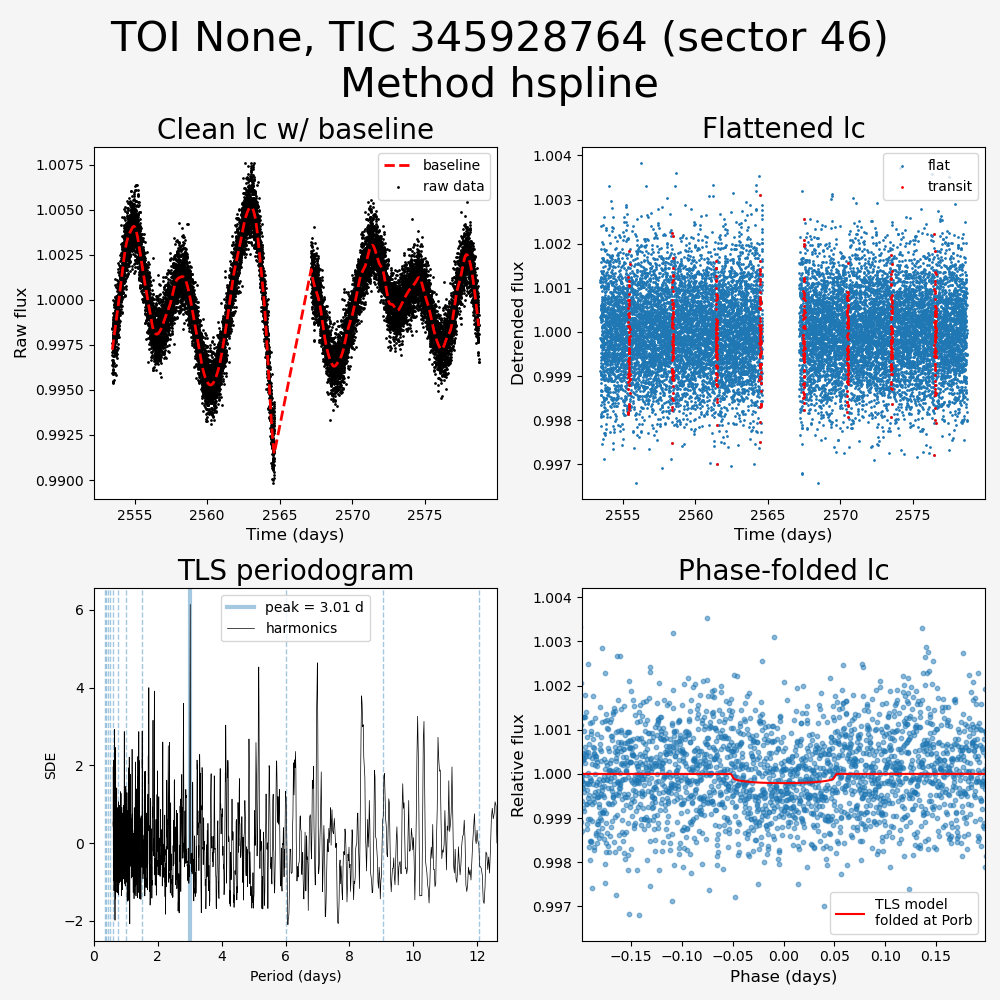 TOI None, TIC 345928764 (sector 46)
Method hspline
Clean lc w/ baseline
Raw flux
1.0075
1.0050
1.0025
1.0000
0.9975
0.9950
0.9925
0.9900
baseline
raw data
2555 2560 2565 2570 2575
Time (days)
Flattened lc
Detrended flux
1.004
1.003
1.002
1.001
1.000
0.999
0.998
0.997
flat
transit
2555 2560 2565 2570 2575
Time (days)
TLS periodogram
SDE
6
4
2
0
−2
peak = 3.01 d
harmonics
0 2 4 6 8 10 12
Period (days)
Phase-folded lc
Relative flux
1.004
1.003
1.002
1.001
1.000
0.999
0.998
0.997
TLS model
folded at Porb
−0.15 −0.10 −0.05 0.00 0.05 0.10 0.15
Phase (days)